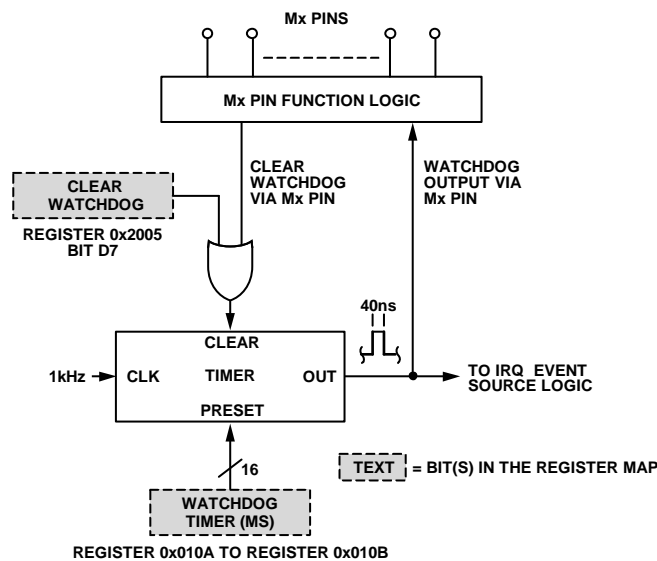 Mx PINS
Mx PIN FUNCTION LOGIC
CLEAR
WATCHDOG
VIA Mx PIN
WATCHDOG
OUTPUT VIA
Mx PIN
CLEAR
WATCHDOG
REGISTER 0x2005
BIT D7
40ns
CLEAR
1kHz
CLK
TIMER
OUT
PRESET
TO IRQ EVENT
SOURCE LOGIC
16
WATCHDOG
TIMER (MS)
REGISTER 0x010A TO REGISTER 0x010B
TEXT = BIT(S) IN THE REGISTER MAP